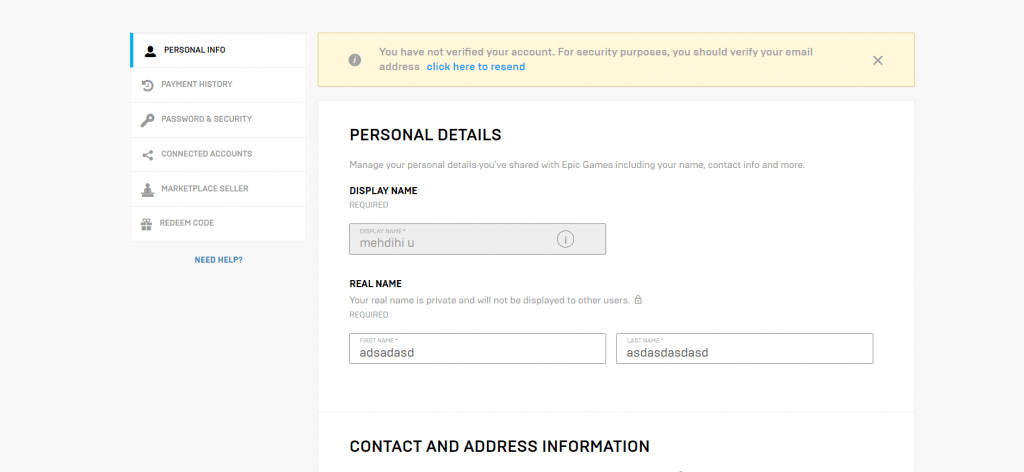 PERSONAL INFO
PAYMENT HISTORY
PASSWORD & SECURITY
CONNECTED ACCOUNTS
MARKETPLACE SELLER
REDEEM CODE
NEED HELP?
You have not verified your account. For security purposes, you should verify your email
address click here to resend
PERSONAL DETAILS
Manage your personal details you've shared with Epic Games including your name, contact info and more.
DISPLAY NAME
REQUIRED
DISPLAY NAME *
mehdihi u
REAL NAME
Your real name is private and will not be displayed to other users.
REQUIRED
FIRST NAME *
adsadasd
LAST NAME *
asdasdasdasd
CONTACT AND ADDRESS INFORMATION